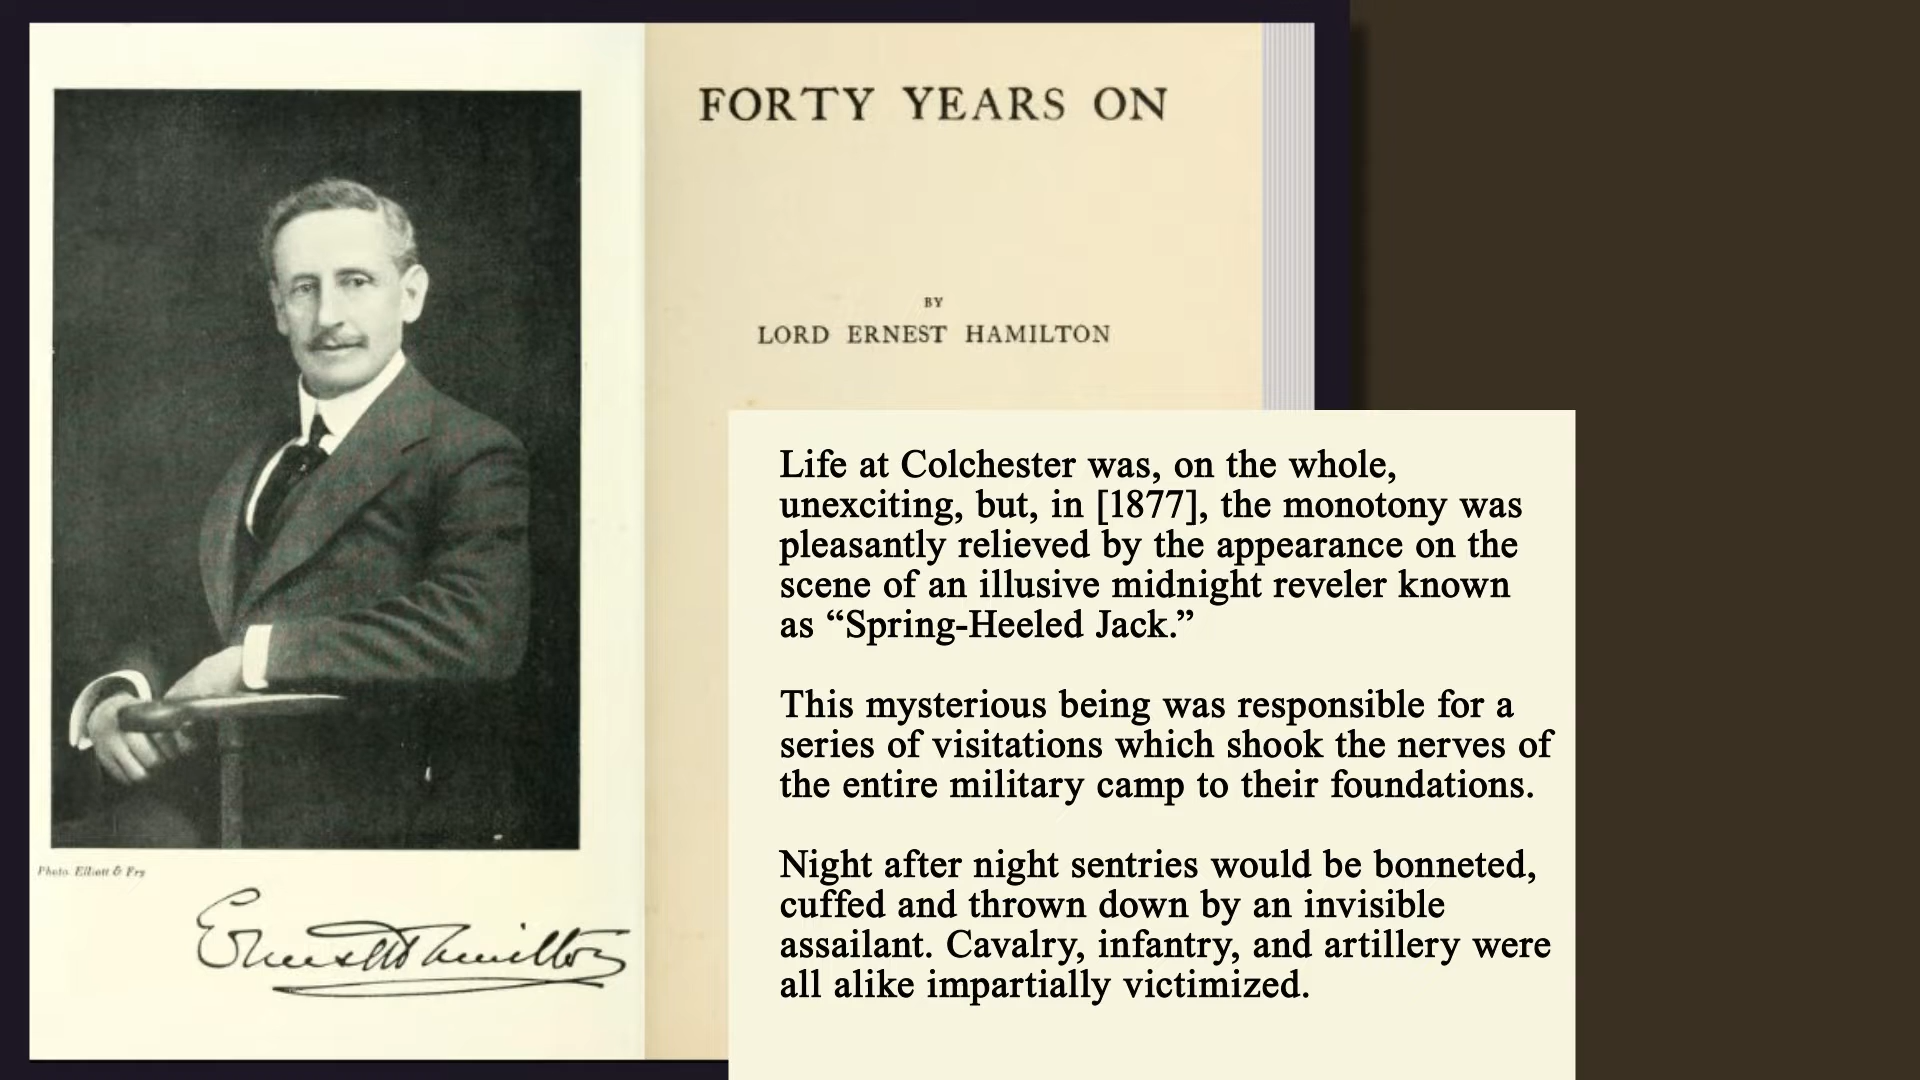 FORTY YEARS ON
BY
LORD ERNEST HAMILTON
Photo. Elliott & Fry
Ernest Hamilton
Life at Colchester was, on the whole,
unexciting, but, in [1877], the monotony was
pleasantly relieved by the appearance on the
scene of an illusive midnight reveler known
as “Spring-Heeled Jack.”
This mysterious being was responsible for a
series of visitations which shook the nerves of
the entire military camp to their foundations.
Night after night sentries would be bonneted,
cuffed and thrown down by an invisible
assailant. Cavalry, infantry, and artillery were
all alike impartially victimized.